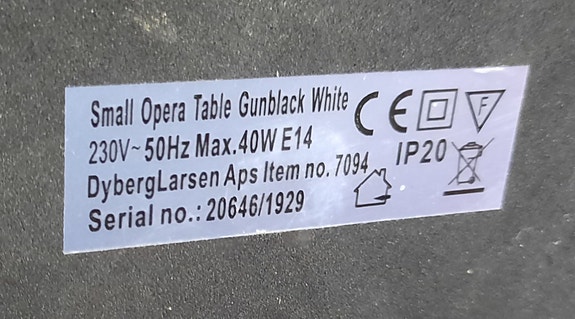 Small Opera Table Gunblack White CE F
230V~50Hz Max.40W E14
DybergLarsen Aps Item no. 7094 IP20
Serial no.: 20646/1929